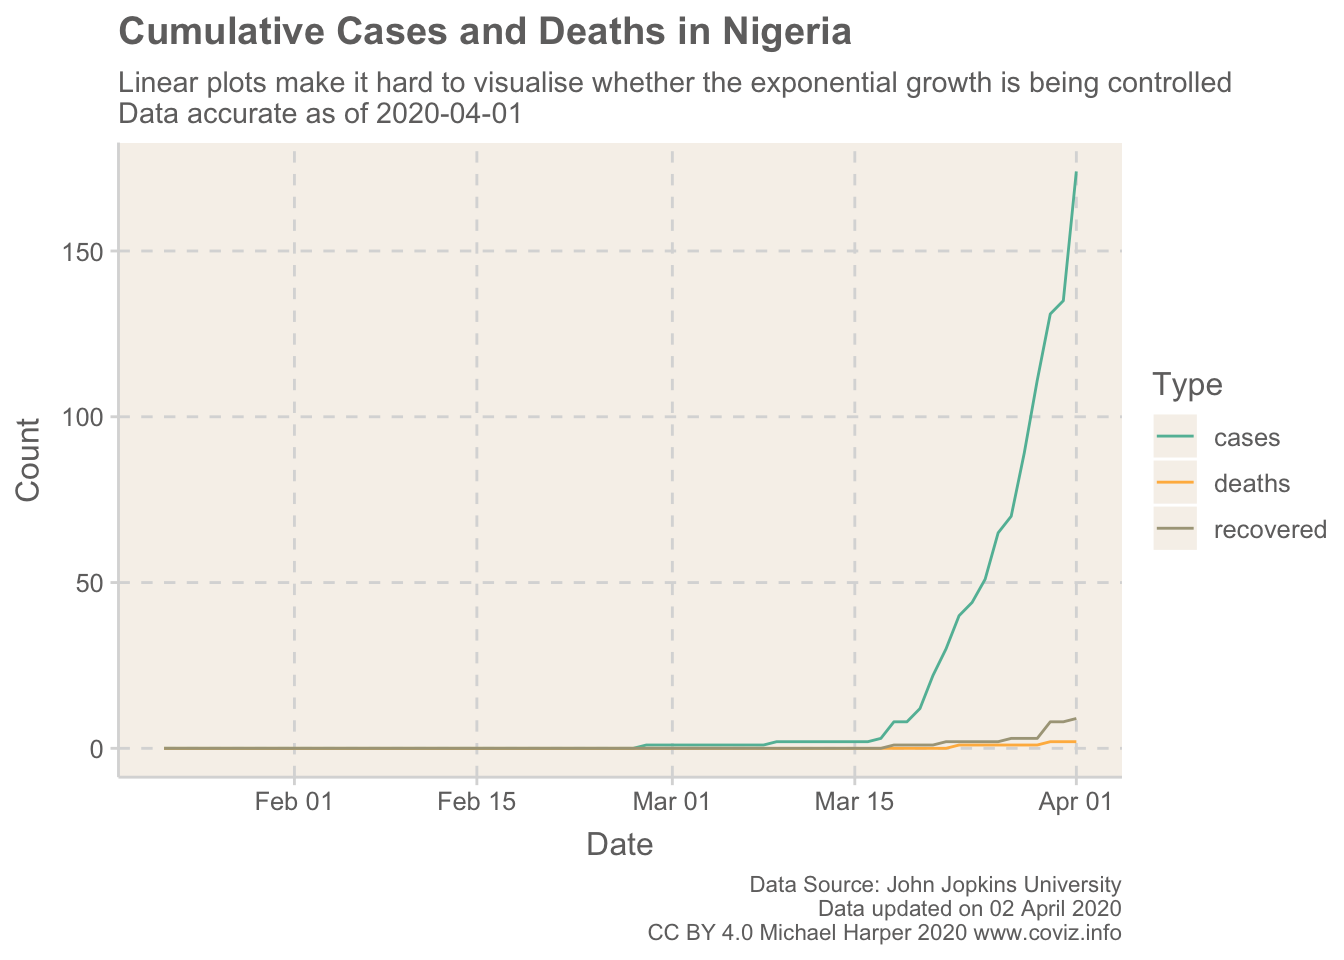 Cumulative Cases and Deaths in Nigeria
Linear plots make it hard to visualise whether the exponential growth is being controlled
Data accurate as of 2020-04-01
150
100
50
0
Count
Feb 01
Feb 15
Mar 01
Mar 15
Apr 01
Date
Type
cases
deaths
recovered
Data Source: John Jopkins University
Data updated on 02 April 2020
CC BY 4.0 Michael Harper 2020 www.coviz.info